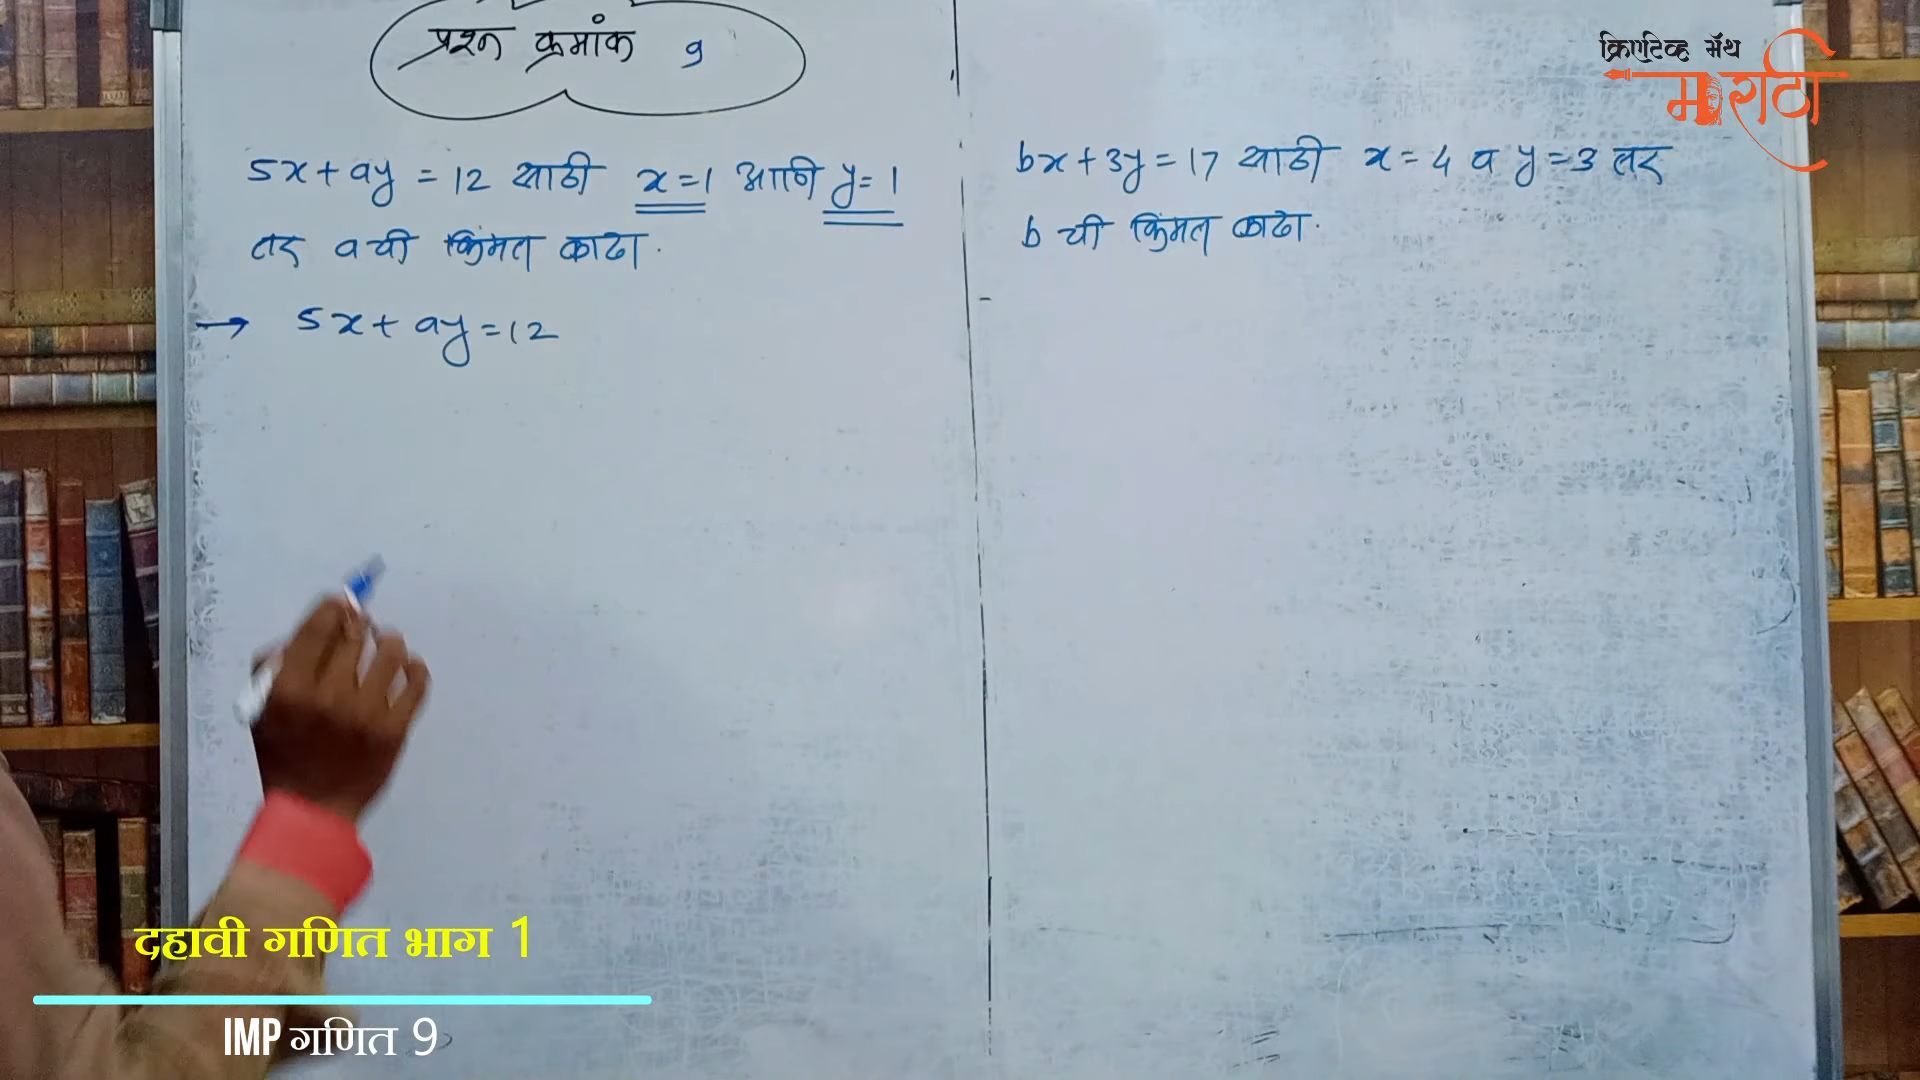 प्रश्न क्रमांक 9
5x + ay = 12 साठी x = 1 आणि y = 1
तर a ची किंमत काढा.
→ 5x + ay = 12
bx + 3y = 17 साठी x = 4 व y = 3 तर
b ची किंमत काढा.
क्रिएटिव्ह मॅथ
मराठी
दहावी गणित भाग 1
IMP गणित 9